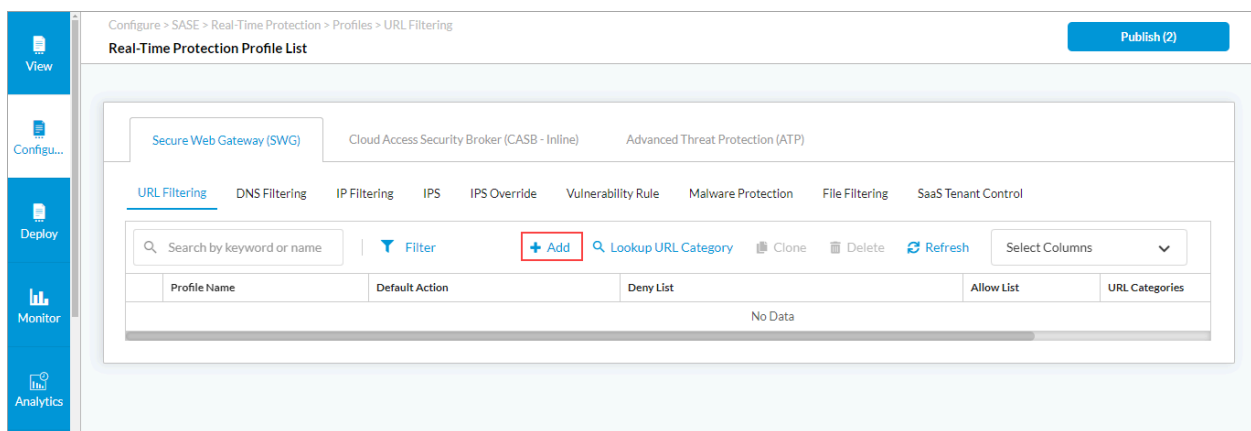 Configure > SASE > Real-Time Protection > Profiles > URL Filtering
Real-Time Protection Profile List
Publish (2)
View
Configu...
Deploy
Monitor
Analytics
Secure Web Gateway (SWG) Cloud Access Security Broker (CASB - Inline) Advanced Threat Protection (ATP)
URL Filtering DNS Filtering IP Filtering IPS IPS Override Vulnerability Rule Malware Protection File Filtering SaaS Tenant Control
Search by keyword or name Filter Add Lookup URL Category Clone Delete Refresh Select Columns
Profile Name Default Action Deny List Allow List URL Categories
No Data